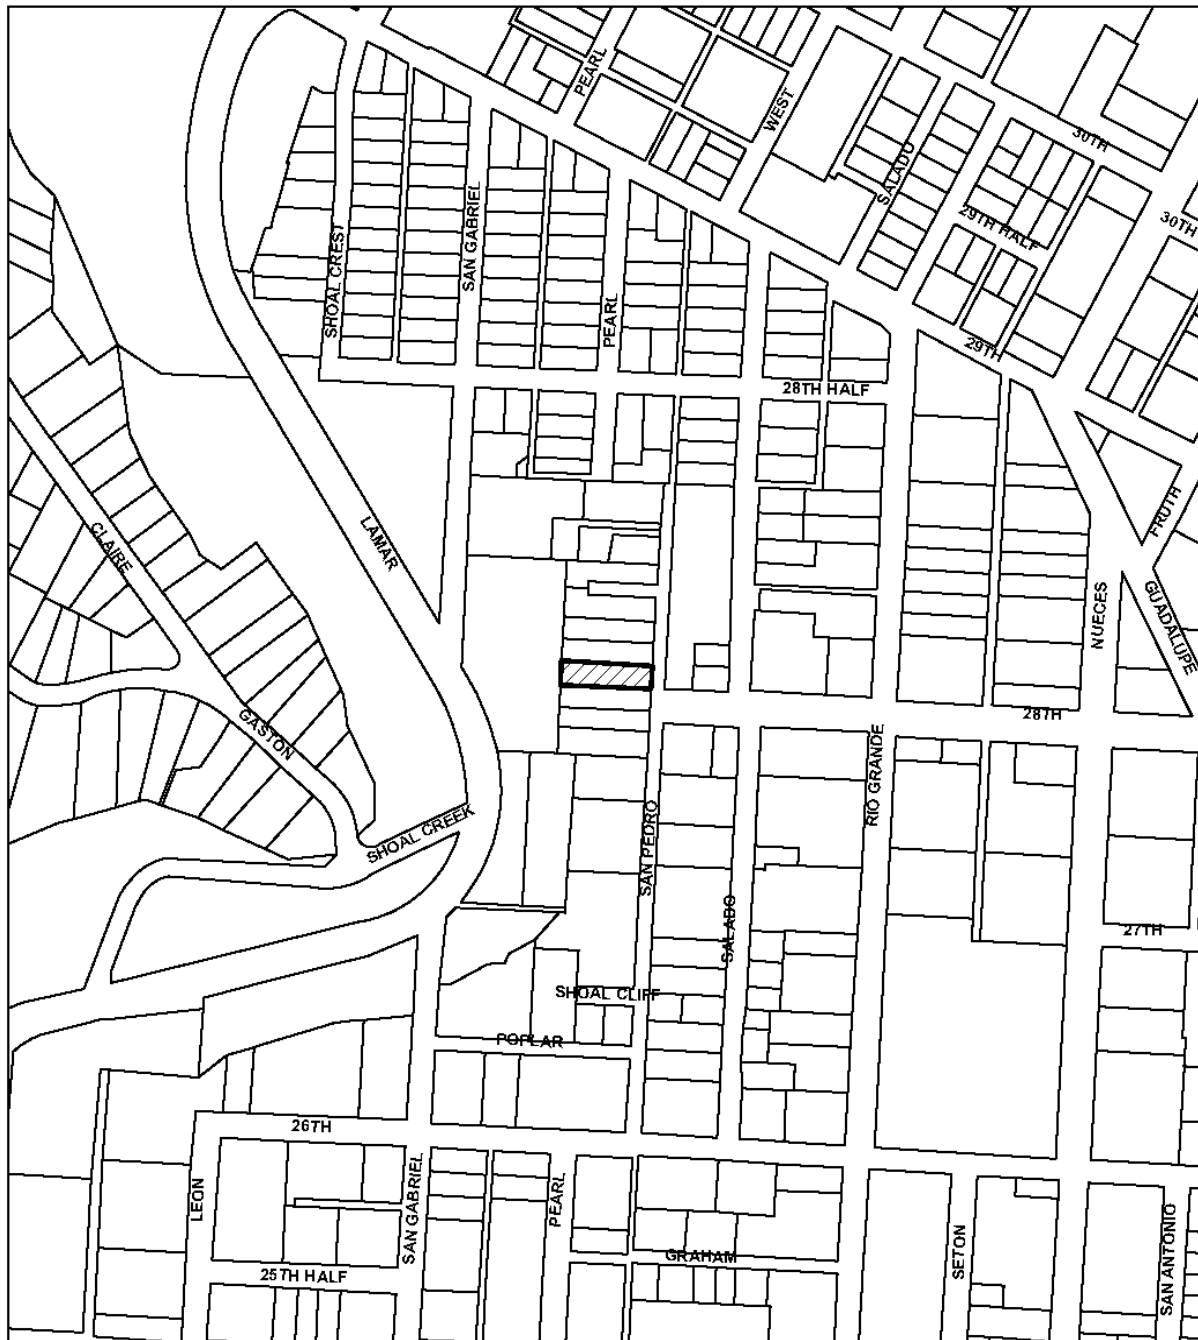 PEARL
WEST
30TH
SALADO
30TH
29TH HALF
SAN GABRIEL
SHOAL CREST
PEARL
29TH
28TH HALF
LAMAR
FRUTH
CLAIRE
NUECES
GUADALUPE
28TH
GASTON
RIO GRANDE
SHOAL CREEK
SAN PEDRO
SALADO
27TH
SHOAL CLIFF
POPLAR
26TH
LEON
SAN GABRIEL
PEARL
SETON
SAN ANTONIO
GRAHAM
25TH HALF